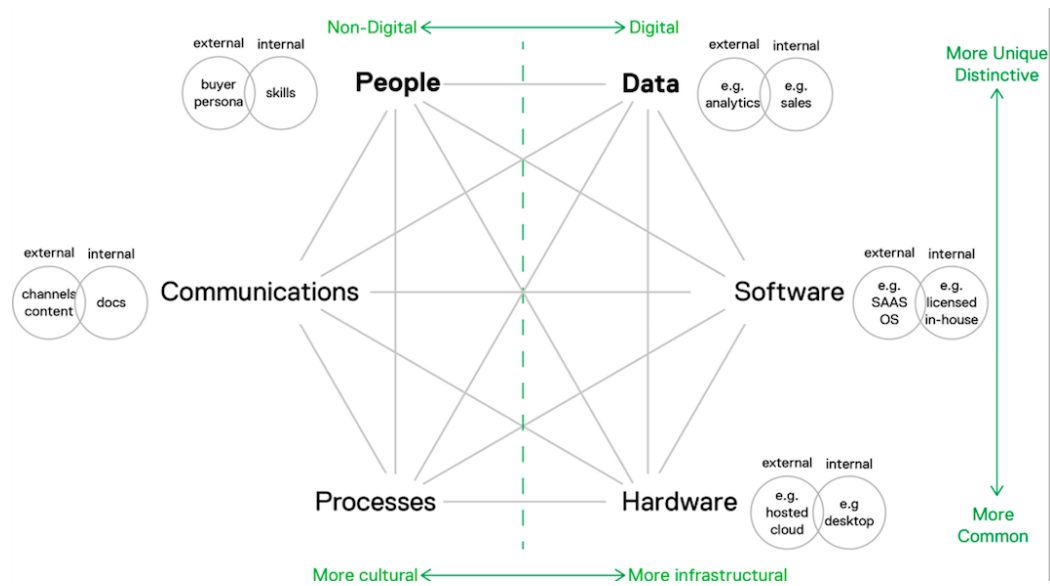 Non-Digital
Digital
external internal
People
Data
external internal
buyer
persona
skills
e.g.
analytics
e.g.
sales
More Unique
Distinctive
external internal
channels
content
docs
Communications
Software
external internal
e.g.
SAAS
OS
e.g.
licensed
in-house
Processes
Hardware
external internal
e.g.
hosted
cloud
e.g
desktop
More
Common
More cultural
More infrastructural